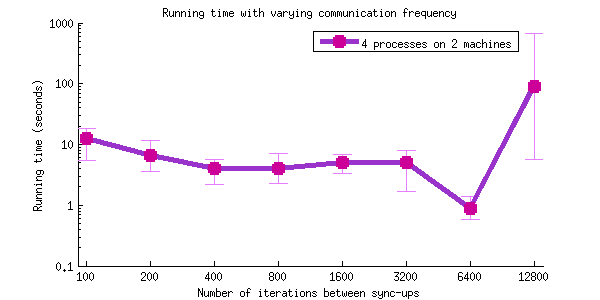 Running time with varying communication frequency
4 processes on 2 machines
Running time (seconds)
1000
100
10
1
0.1
100 200 400 800 1600 3200 6400 12800
Number of iterations between sync-ups